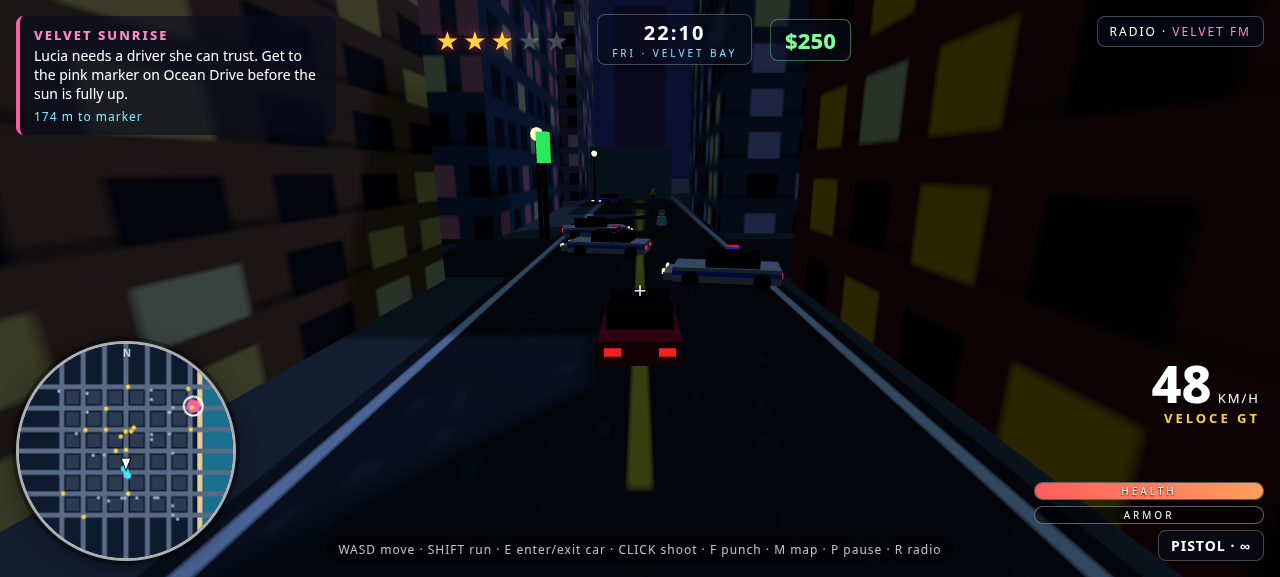 VELVET SUNRISE
Lucia needs a driver she can trust. Get to
the pink marker on Ocean Drive before the
sun is fully up.
174 m to marker
22:10
FRI · VELVET BAY
$250
RADIO · VELVET FM
N
48 KM/H
VELOCE GT
HEALTH
ARMOR
PISTOL · ∞
WASD move · SHIFT run · E enter/exit car · CLICK shoot · F punch · M map · P pause · R radio